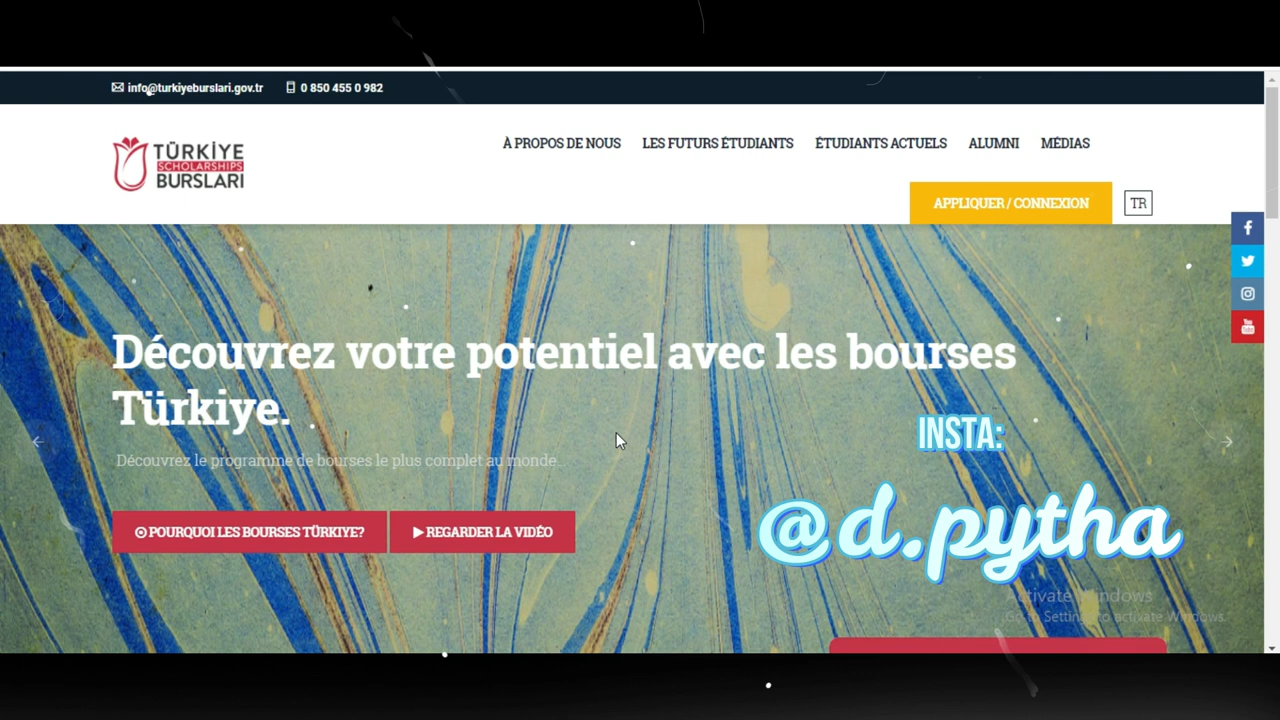 info@turkiyeburslari.gov.tr 0 850 455 0 982
TÜRKİYE
SCHOLARSHIPS
BURSLARI
À PROPOS DE NOUS LES FUTURS ÉTUDIANTS ÉTUDIANTS ACTUELS ALUMNI MÉDIAS
APPLIQUER / CONNEXION TR
Découvrez votre potentiel avec les bourses
Türkiye.
Découvrez le programme de bourses le plus complet au monde...
POURQUOI LES BOURSES TÜRKIYE? REGARDER LA VIDÉO
INSTA:
@d.pytha
Activate Windows
Go to Settings to activate Windows.